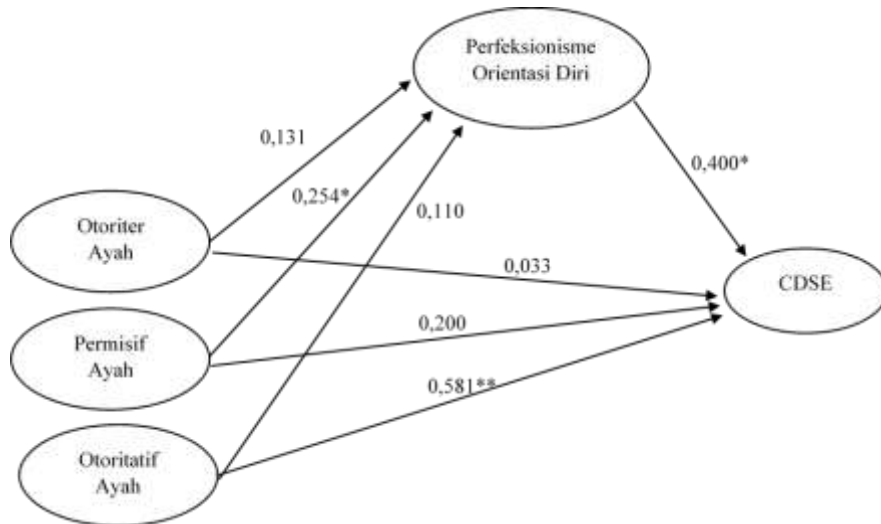 Perfeksionisme
Orientasi Diri
0,131
0,400*
0,254*
0,110
Otoriter
Ayah
0,033
CDSE
0,200
Permisif
Ayah
0,581**
Otoritatif
Ayah